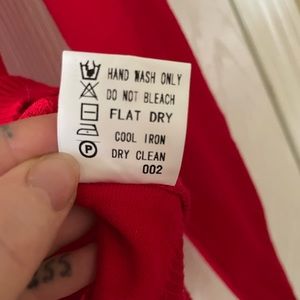 HAND WASH ONLY
DO NOT BLEACH
FLAT DRY
COOL IRON
P DRY CLEAN
002